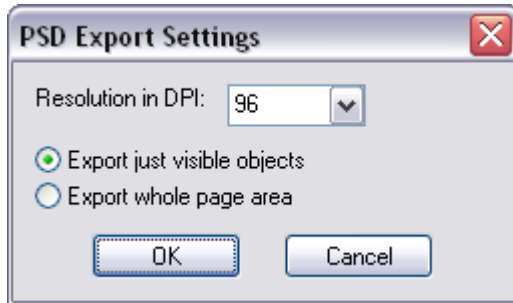 PSD Export Settings
Resolution in DPI: 96
Export just visible objects
Export whole page area
OK Cancel